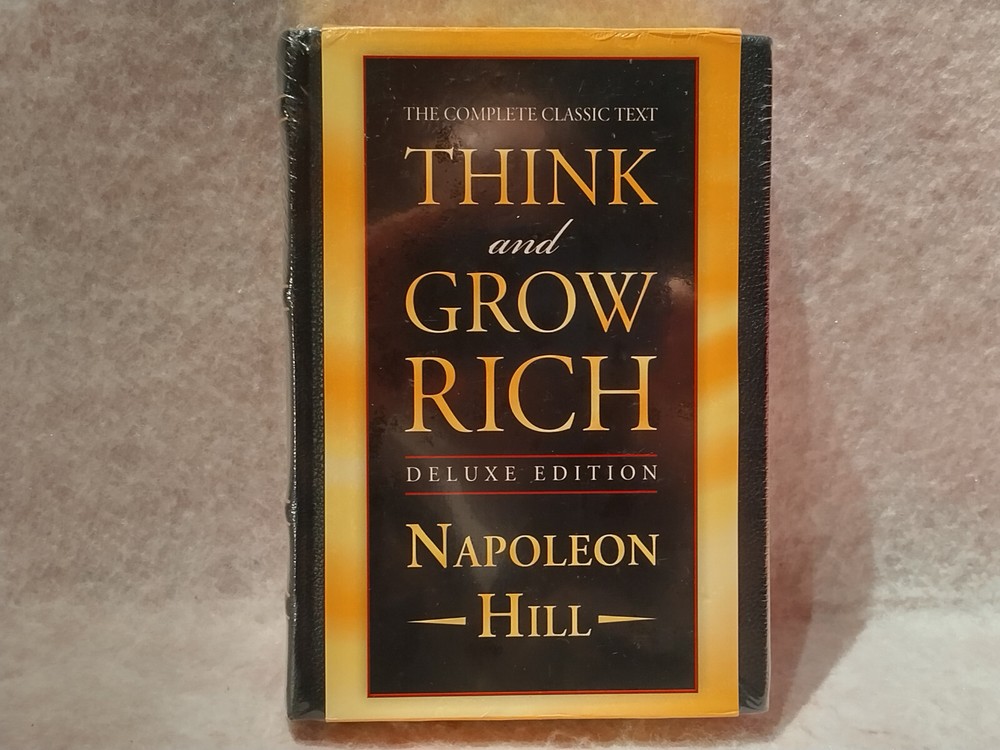 THE COMPLETE CLASSIC TEXT
THINK
and
GROW
RICH
DELUXE EDITION
NAPOLEON
HILL